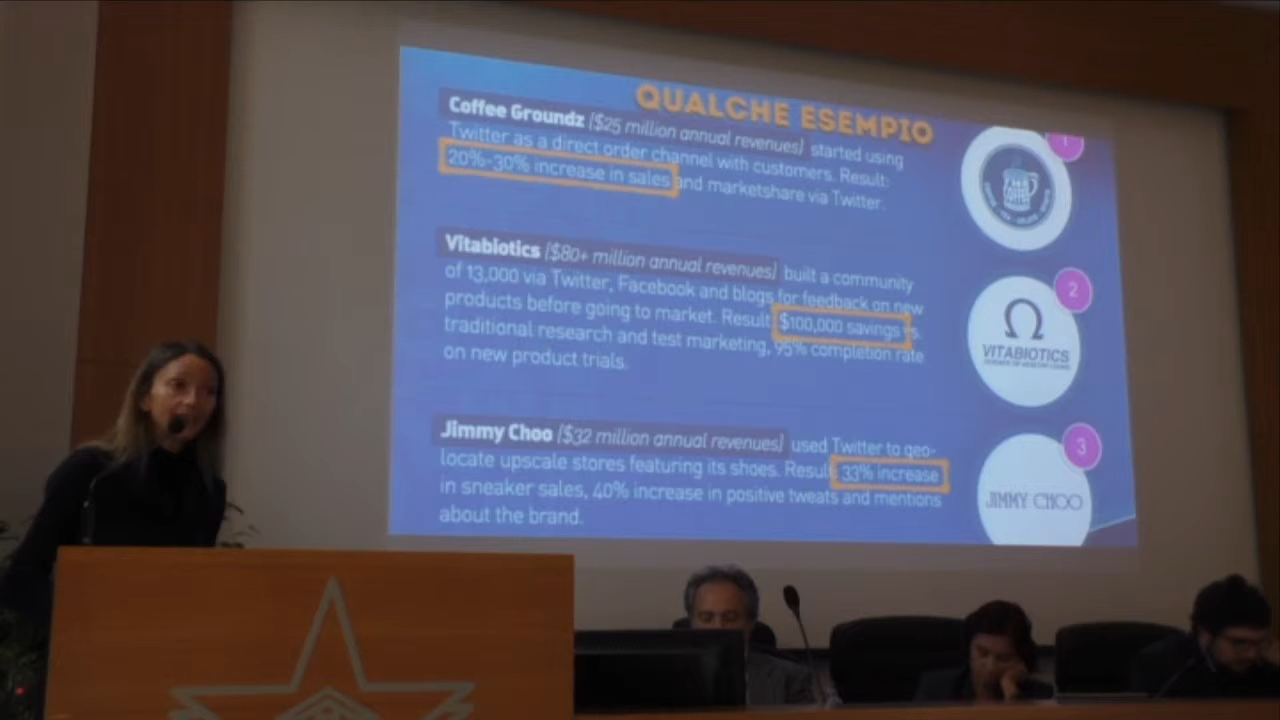 QUALCHE ESEMPIO
Coffee Groundz ($25 million annual revenues) started using
Twitter as a direct order channel with customers. Result:
20%-30% increase in sales and marketshare via Twitter.
1
Vitabiotics ($80+ million annual revenues) built a community
of 13,000 via Twitter, Facebook and blogs for feedback on new
products before going to market. Result: $100,000 savings vs.
traditional research and test marketing, 95% completion rate
on new product trials.
2
VITABIOTICS
Jimmy Choo ($32 million annual revenues) used Twitter to geo-
locate upscale stores featuring its shoes. Result: 33% increase
in sneaker sales, 40% increase in positive tweets and mentions
about the brand.
3
JIMMY CHOO